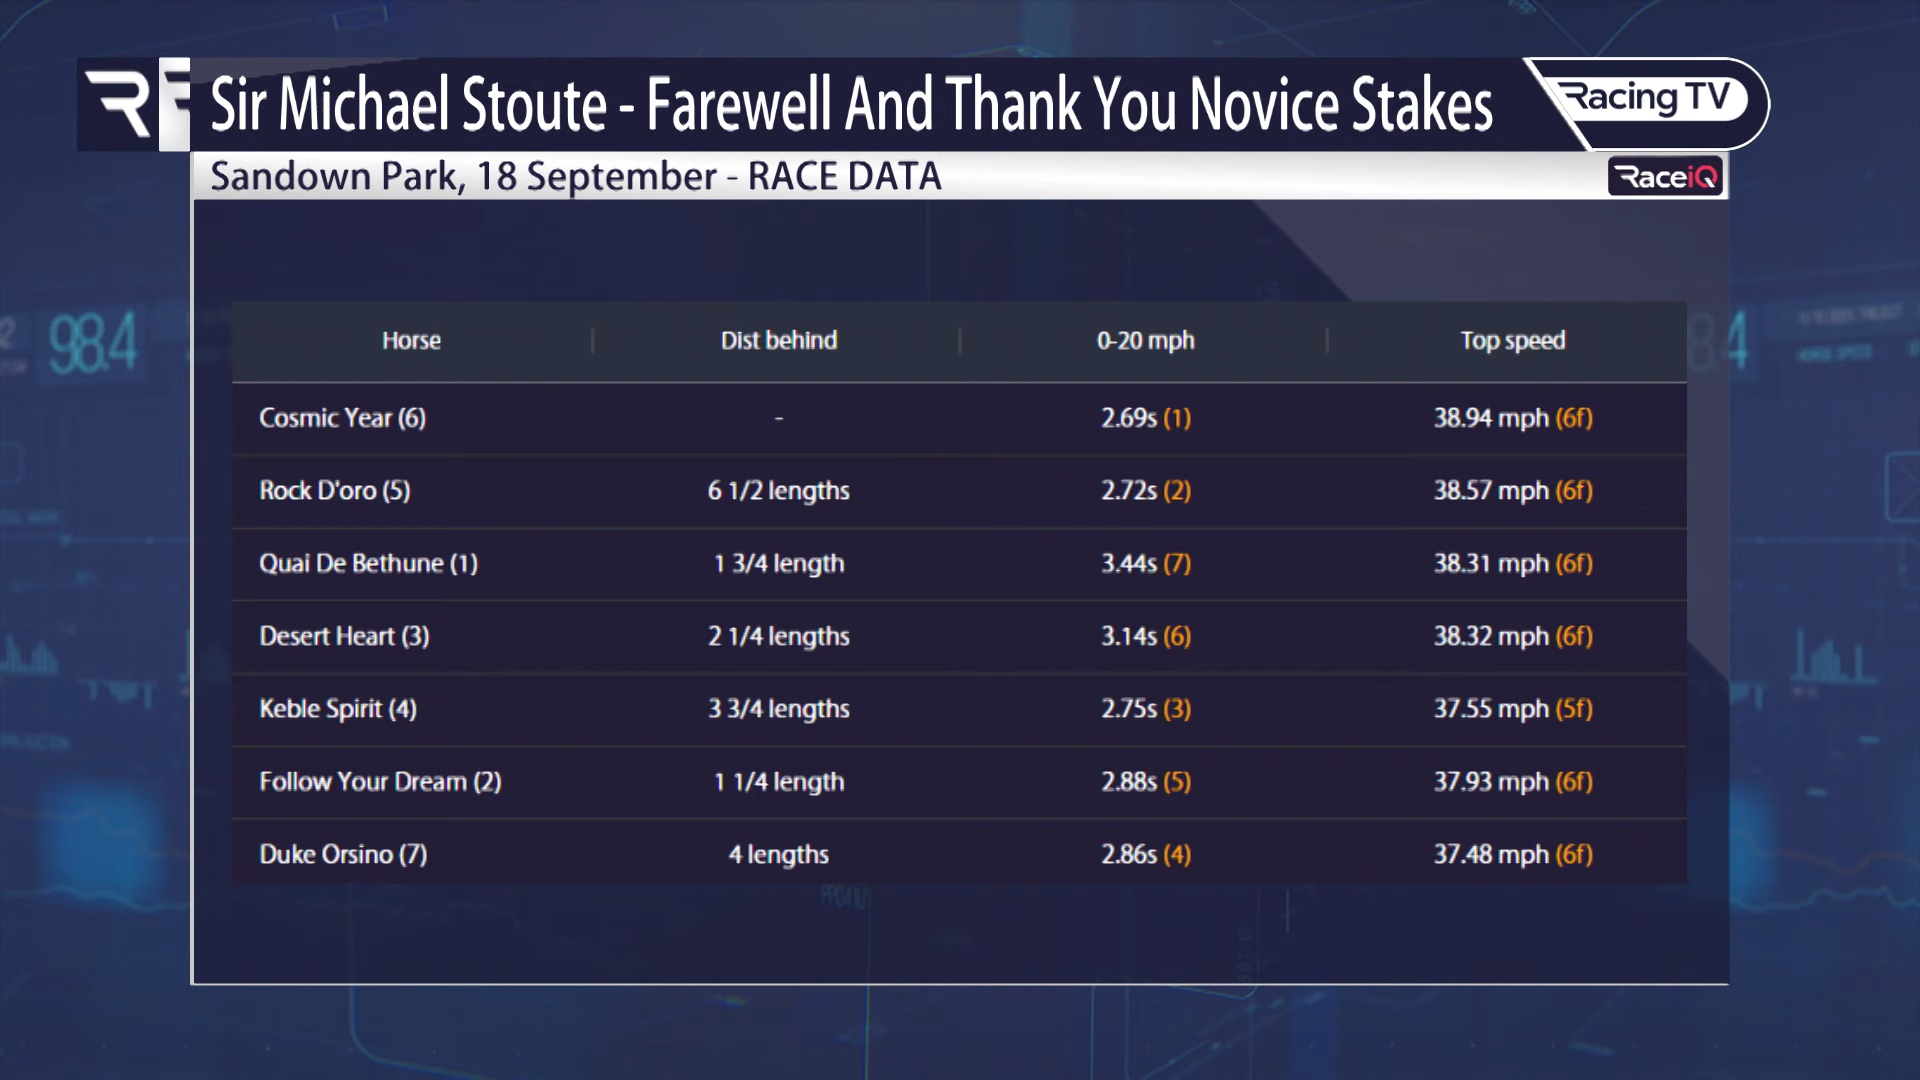 Sir Michael Stoute - Farewell And Thank You Novice Stakes
Racing TV
Sandown Park, 18 September - RACE DATA
RaceiQ
Horse Dist behind 0-20 mph Top speed
Cosmic Year (6) - 2.69s (1) 38.94 mph (6f)
Rock D'oro (5) 6 1/2 lengths 2.72s (2) 38.57 mph (6f)
Quai De Bethune (1) 1 3/4 length 3.44s (7) 38.31 mph (6f)
Desert Heart (3) 2 1/4 lengths 3.14s (6) 38.32 mph (6f)
Keble Spirit (4) 3 3/4 lengths 2.75s (3) 37.55 mph (5f)
Follow Your Dream (2) 1 1/4 length 2.88s (5) 37.93 mph (6f)
Duke Orsino (7) 4 lengths 2.86s (4) 37.48 mph (6f)
98.4